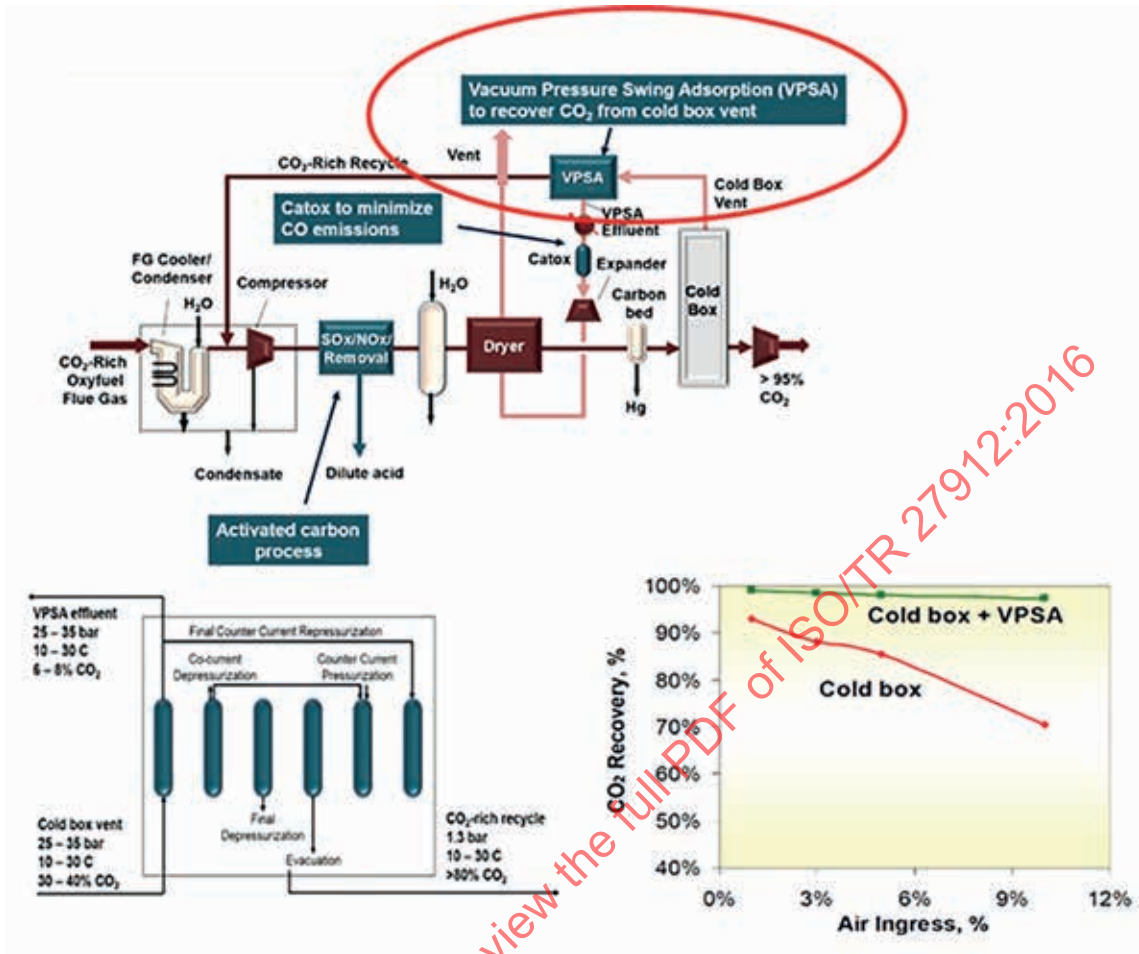 Vacuum Pressure Swing Adsorption (VPSA)
to recover CO₂ from cold box vent
Vent
CO₂-Rich Recycle
VPSA
Cold Box
Vent
Catox to minimize
CO emissions
VPSA
Effluent
Catox
Expander
FG Cooler/
Condenser
Compressor
H₂O
H₂O
Carbon
bed
Cold
Box
SOx/NOx/
Removal
Dryer
CO₂-Rich
Oxyfuel
Flue Gas
> 95%
CO₂
Hg
Condensate
Dilute acid
Activated carbon
process
VPSA effluent
25 – 35 bar
10 – 30 C
6 – 8% CO₂
Final Counter Current Repressurization
Co-current
Depressurization
Counter Current
Pressurization
Final
Depressurization
Evacuation
Cold box vent
25 – 35 bar
10 – 30 C
30 – 40% CO₂
CO₂-rich recycle
1.3 bar
10 – 30 C
>80% CO₂
100%
90%
80%
70%
60%
50%
40%
CO₂ Recovery, %
Cold box + VPSA
Cold box
0%
3%
6%
9%
12%
Air Ingress, %
view the full PDF of ISO/TR 27912:2016